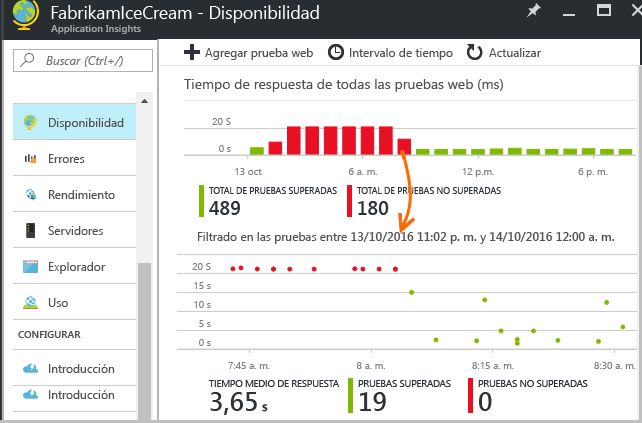 FabrikamIceCream - Disponibilidad
Application Insights
Buscar (Ctrl+/)
Disponibilidad
Errores
Rendimiento
Servidores
Explorador
Uso
CONFIGURAR
Introducción
Introducción
Agregar prueba web Intervalo de tiempo Actualizar
Tiempo de respuesta de todas las pruebas web (ms)
20 S
0 s
13 oct 6 a. m. 12 p. m. 6 p. m.
TOTAL DE PRUEBAS SUPERADAS TOTAL DE PRUEBAS NO SUPERADAS
489 180
Filtrado en las pruebas entre 13/10/2016 11:02 p. m. y 14/10/2016 12:00 a. m.
20 S
15 s
10 s
5 s
0 s
7:45 a. m. 8 a. m. 8:15 a. m. 8:30 a. m.
TIEMPO MEDIO DE RESPUESTA PRUEBAS SUPERADAS PRUEBAS NO SUPERADAS
3,65 s 19 0